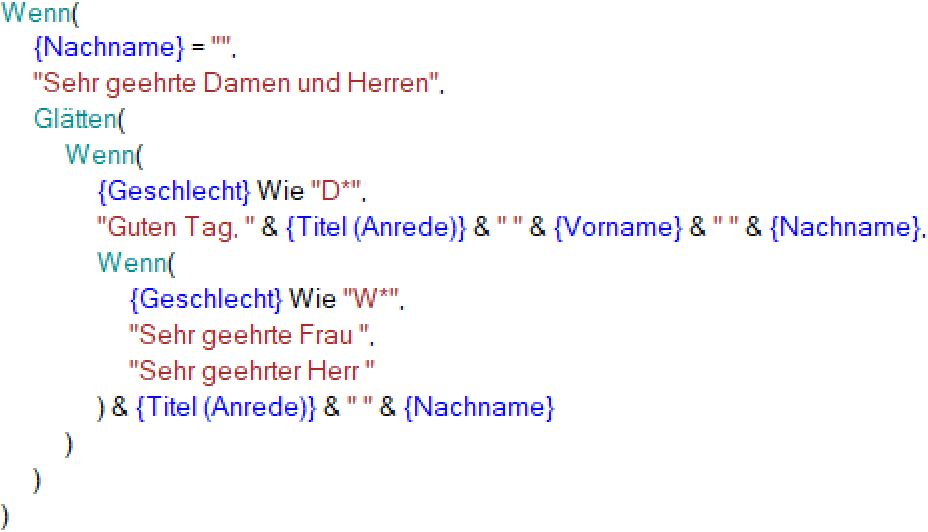 Wenn(
{Nachname} = "",
"Sehr geehrte Damen und Herren",
Glätten(
Wenn(
{Geschlecht} Wie "D*",
"Guten Tag, " & {Titel (Anrede)} & " " & {Vorname} & " " & {Nachname},
Wenn(
{Geschlecht} Wie "W*",
"Sehr geehrte Frau ",
"Sehr geehrter Herr "
) & {Titel (Anrede)} & " " & {Nachname}
)
)
)